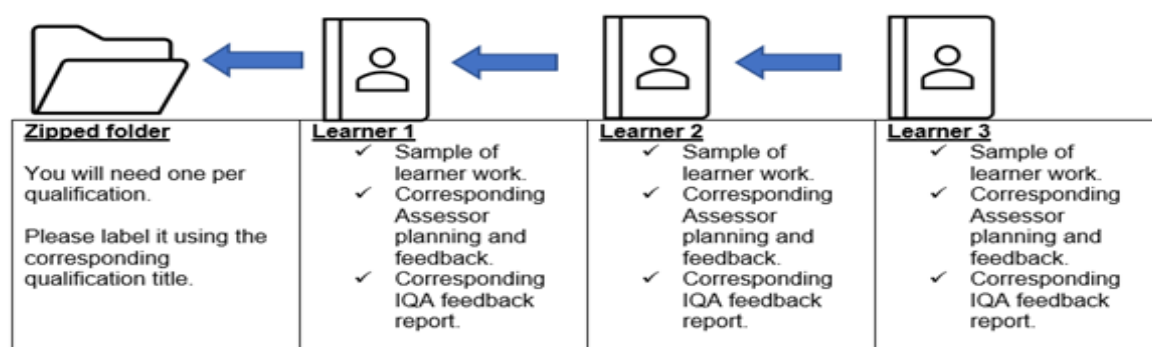 Zipped folder
You will need one per
qualification.
Please label it using the
corresponding
qualification title.
Learner 1
✓ Sample of
learner work.
✓ Corresponding
Assessor
planning and
feedback.
✓ Corresponding
IQA feedback
report.
Learner 2
✓ Sample of
learner work.
✓ Corresponding
Assessor
planning and
feedback.
✓ Corresponding
IQA feedback
report.
Learner 3
✓ Sample of
learner work.
✓ Corresponding
Assessor
planning and
feedback.
✓ Corresponding
IQA feedback
report.